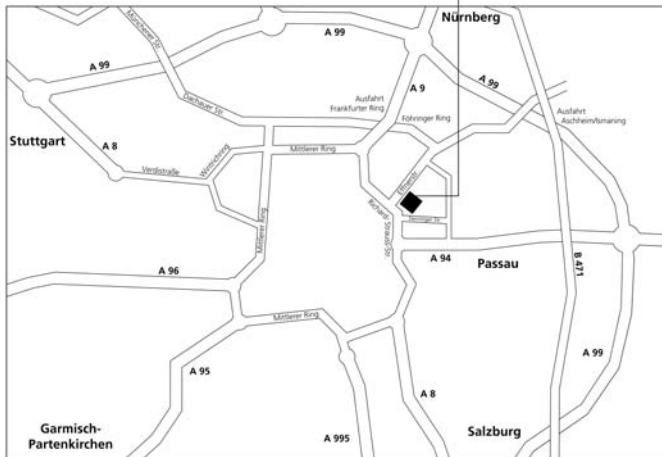 Nürnberg
A 99
Münchener Str.
A 99
A 9
A 99
Ausfahrt
Frankfurter Ring
Dachauer Str.
Föhringer Ring
Ausfahrt
Aschheim/Ismaning
Stuttgart
A 8
Mittlerer Ring
Wintrichring
Verdistraße
Effnerstr.
Richard-Strauss-Str.
Mittlerer Ring
A 94
Passau
B 471
A 96
Mittlerer Ring
A 99
A 95
A 8
Garmisch-
Partenkirchen
A 995
Salzburg